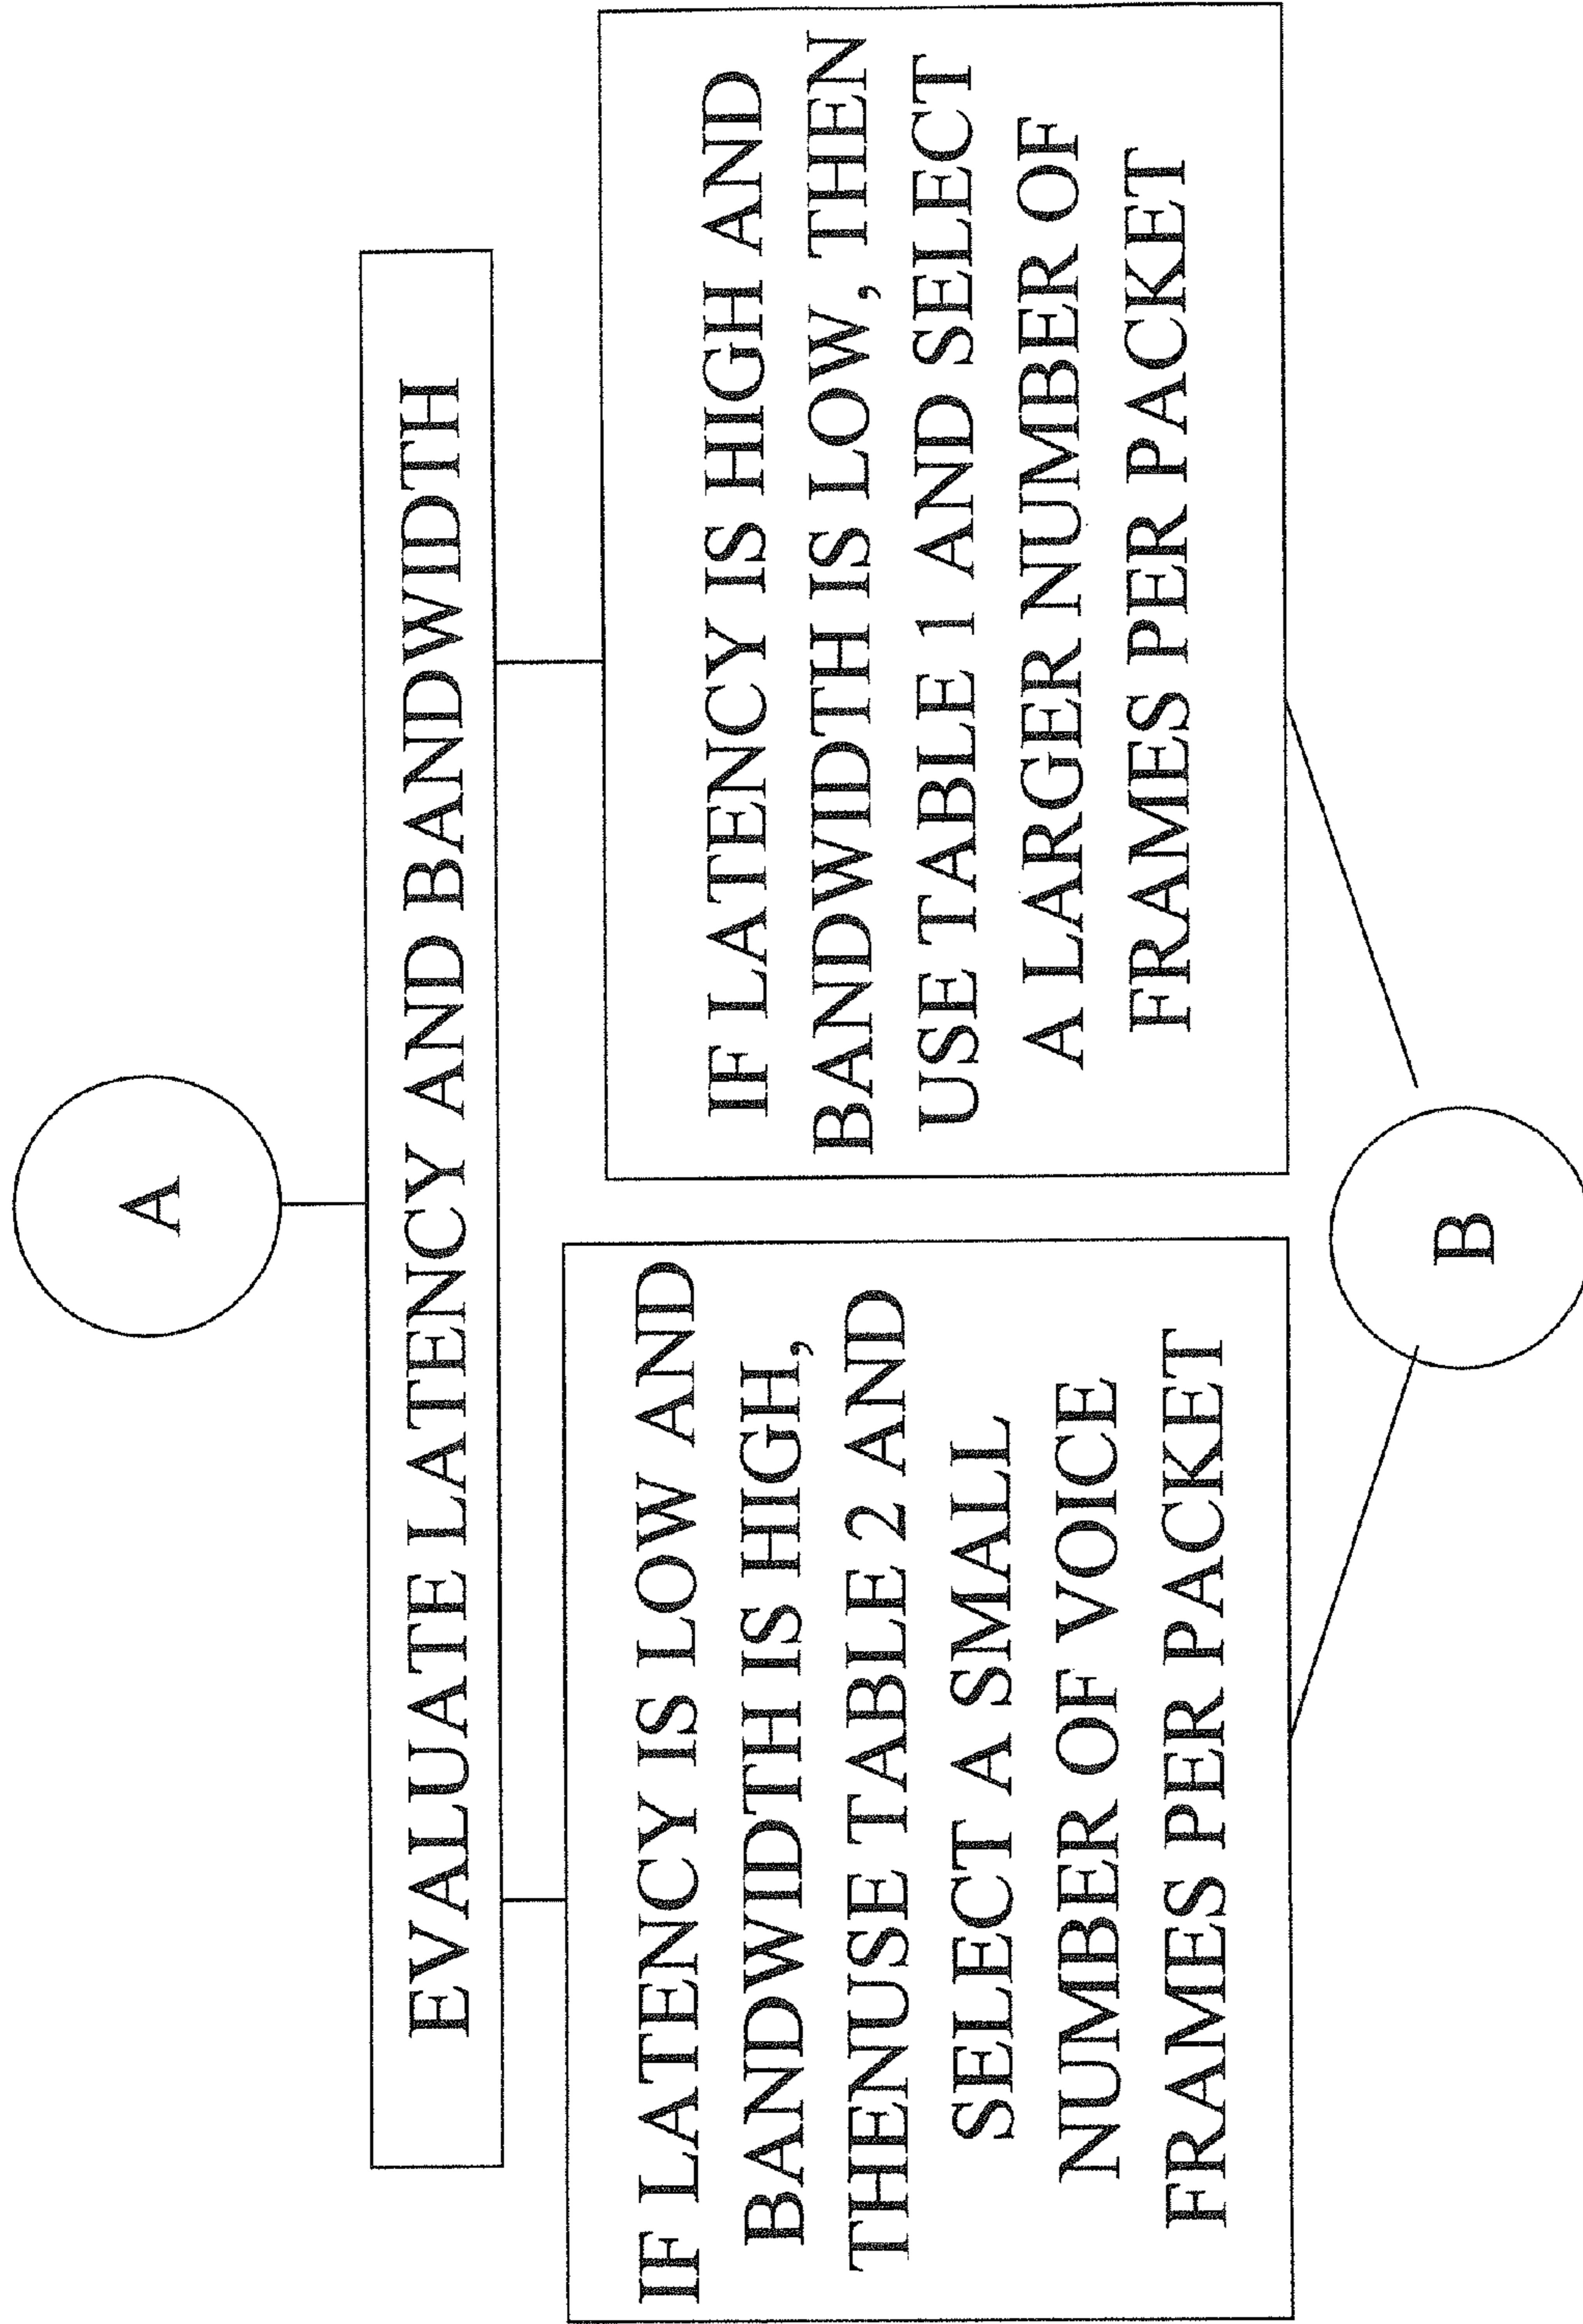 A
EVALUATE LATENCY AND BANDWIDTH
IF LATENCY IS LOW AND
BANDWIDTH IS HIGH,
THENUSE TABLE 2 AND
SELECT A SMALL
NUMBER OF VOICE
FRAMES PER PACKET
IF LATENCY IS HIGH AND
BANDWIDTH IS LOW, THEN
USE TABLE 1 AND SELECT
A LARGER NUMBER OF
FRAMES PER PACKET
B